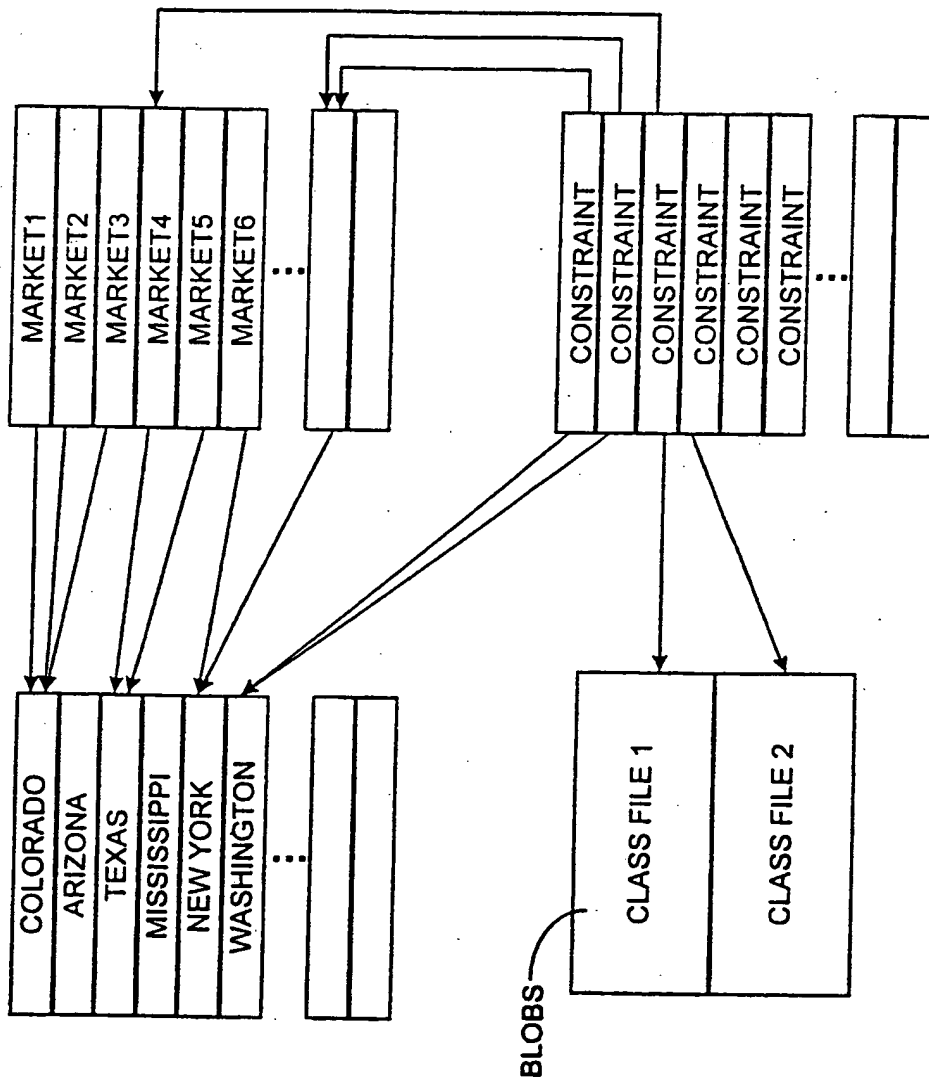 COLORADO
ARIZONA
TEXAS
MISSISSIPPI
NEW YORK
WASHINGTON
...
MARKET1
MARKET2
MARKET3
MARKET4
MARKET5
MARKET6
...
BLOBS
CLASS FILE 1
CLASS FILE 2
CONSTRAINT
CONSTRAINT
CONSTRAINT
CONSTRAINT
CONSTRAINT
CONSTRAINT
...